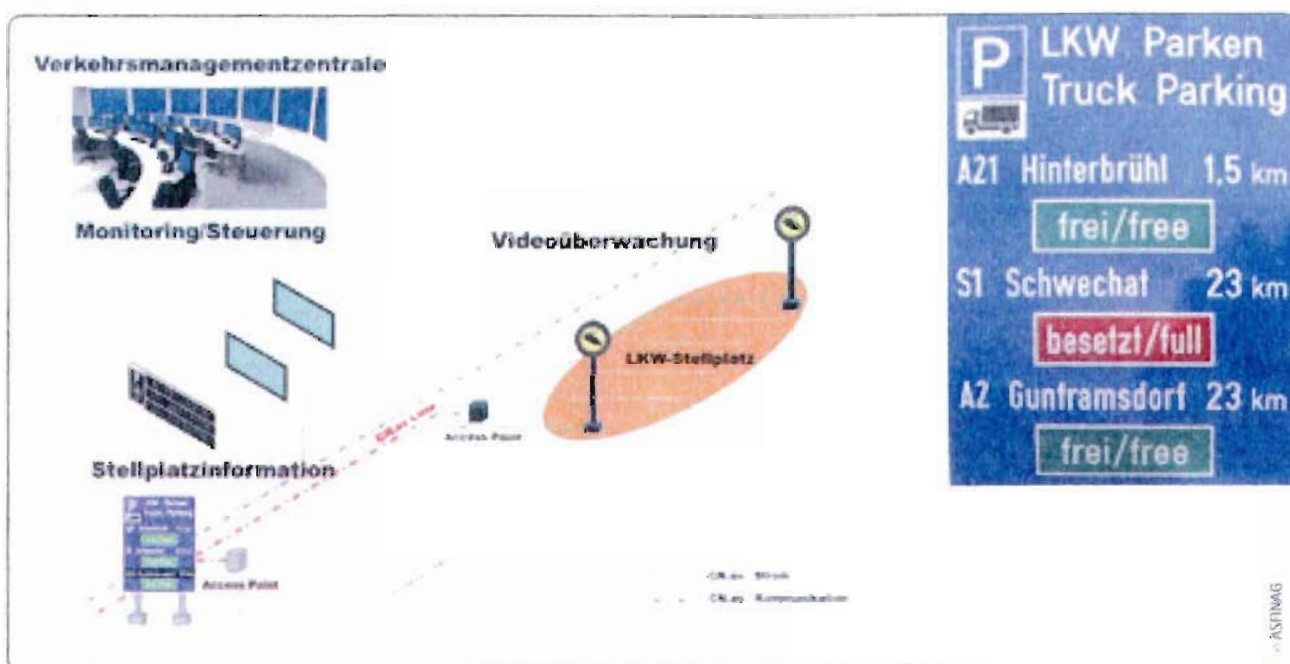 Verkehrsmanagementzentrale
Monitoring/Steuerung
Videoüberwachung
LKW-Stellplatz
Access Point
Stellplatzinformation
Access Point
Kommunikation
P
LKW Parken
Truck Parking
A21 Hinterbrühl 1,5 km
frei/free
S1 Schwechat 23 km
besetzt/full
A2 Guntramsdorf 23 km
frei/free
© ASFINAG